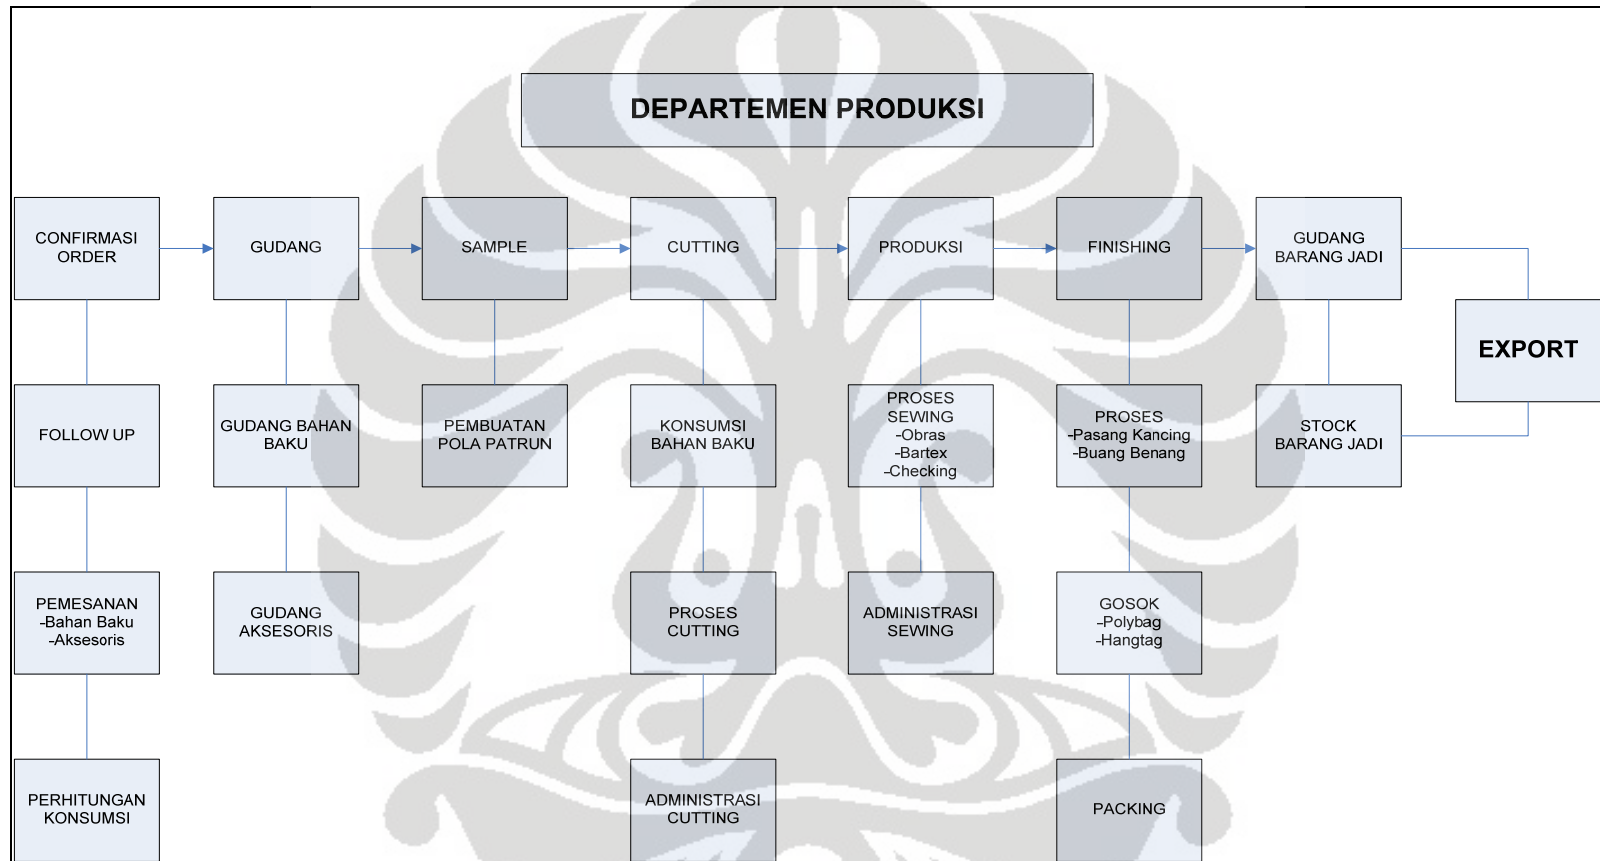 DEPARTEMEN PRODUKSI
CONFIRMASI
ORDER
GUDANG
SAMPLE
CUTTING
PRODUKSI
FINISHING
GUDANG
BARANG JADI
EXPORT
FOLLOW UP
GUDANG BAHAN
BAKU
PEMBUATAN
POLA PATRUN
KONSUMSI
BAHAN BAKU
PROSES
SEWING
-Obras
-Bartex
-Checking
PROSES
-Pasang Kancing
-Buang Benang
STOCK
BARANG JADI
PEMESANAN
-Bahan Baku
-Aksesoris
GUDANG
AKSESORIS
PROSES
CUTTING
ADMINISTRASI
SEWING
GOSOK
-Polybag
-Hangtag
PERHITUNGAN
KONSUMSI
ADMINISTRASI
CUTTING
PACKING